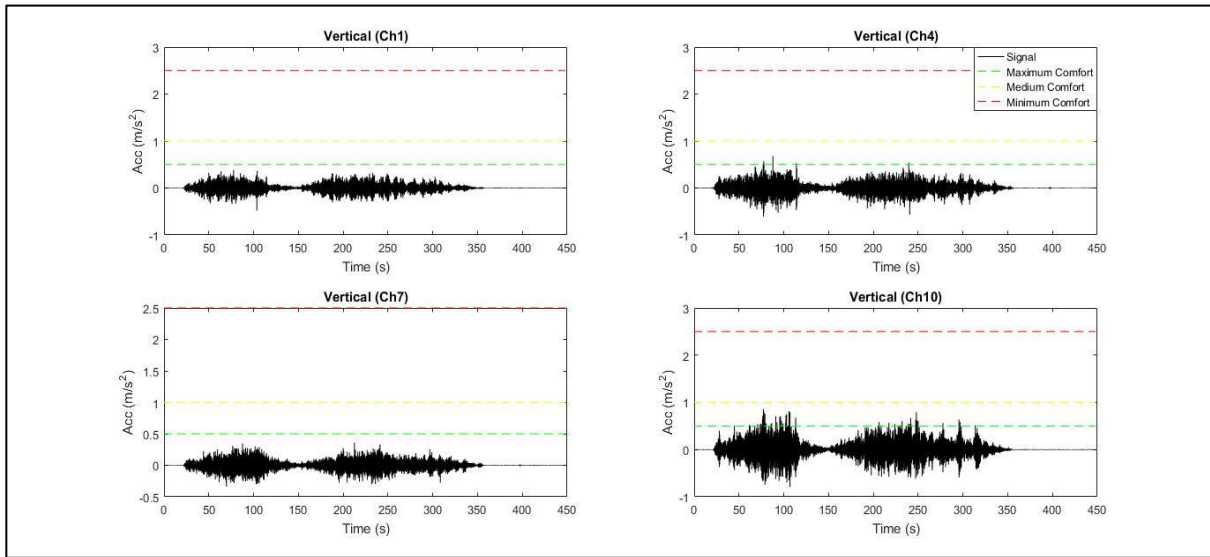 Vertical (Ch1)
3
2
1
0
-1
Acc (m/s²)
0 50 100 150 200 250 300 350 400 450
Time (s)
Vertical (Ch4)
3
2
1
0
-1
Acc (m/s²)
Signal
Maximum Comfort
Medium Comfort
Minimum Comfort
0 50 100 150 200 250 300 350 400 450
Time (s)
Vertical (Ch7)
2.5
2
1.5
1
0.5
0
-0.5
Acc (m/s²)
0 50 100 150 200 250 300 350 400 450
Time (s)
Vertical (Ch10)
3
2
1
0
-1
Acc (m/s²)
0 50 100 150 200 250 300 350 400 450
Time (s)